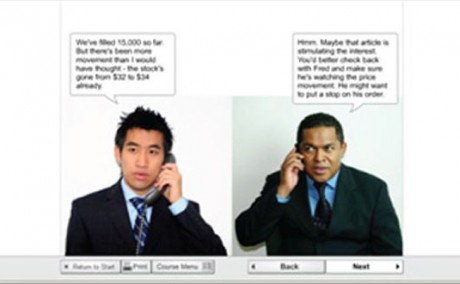 We've filled 15,000 so far.
But there's been more
movement than I would
have thought - the stock's
gone from $32 to $34
already.
Hmm. Maybe that article is
stimulating the interest.
You'd better check back
with Fred and make sure
he's watching the price
movement. He might want
to put a stop on his order.
Return to Start
Print
Course Menu
Back
Next